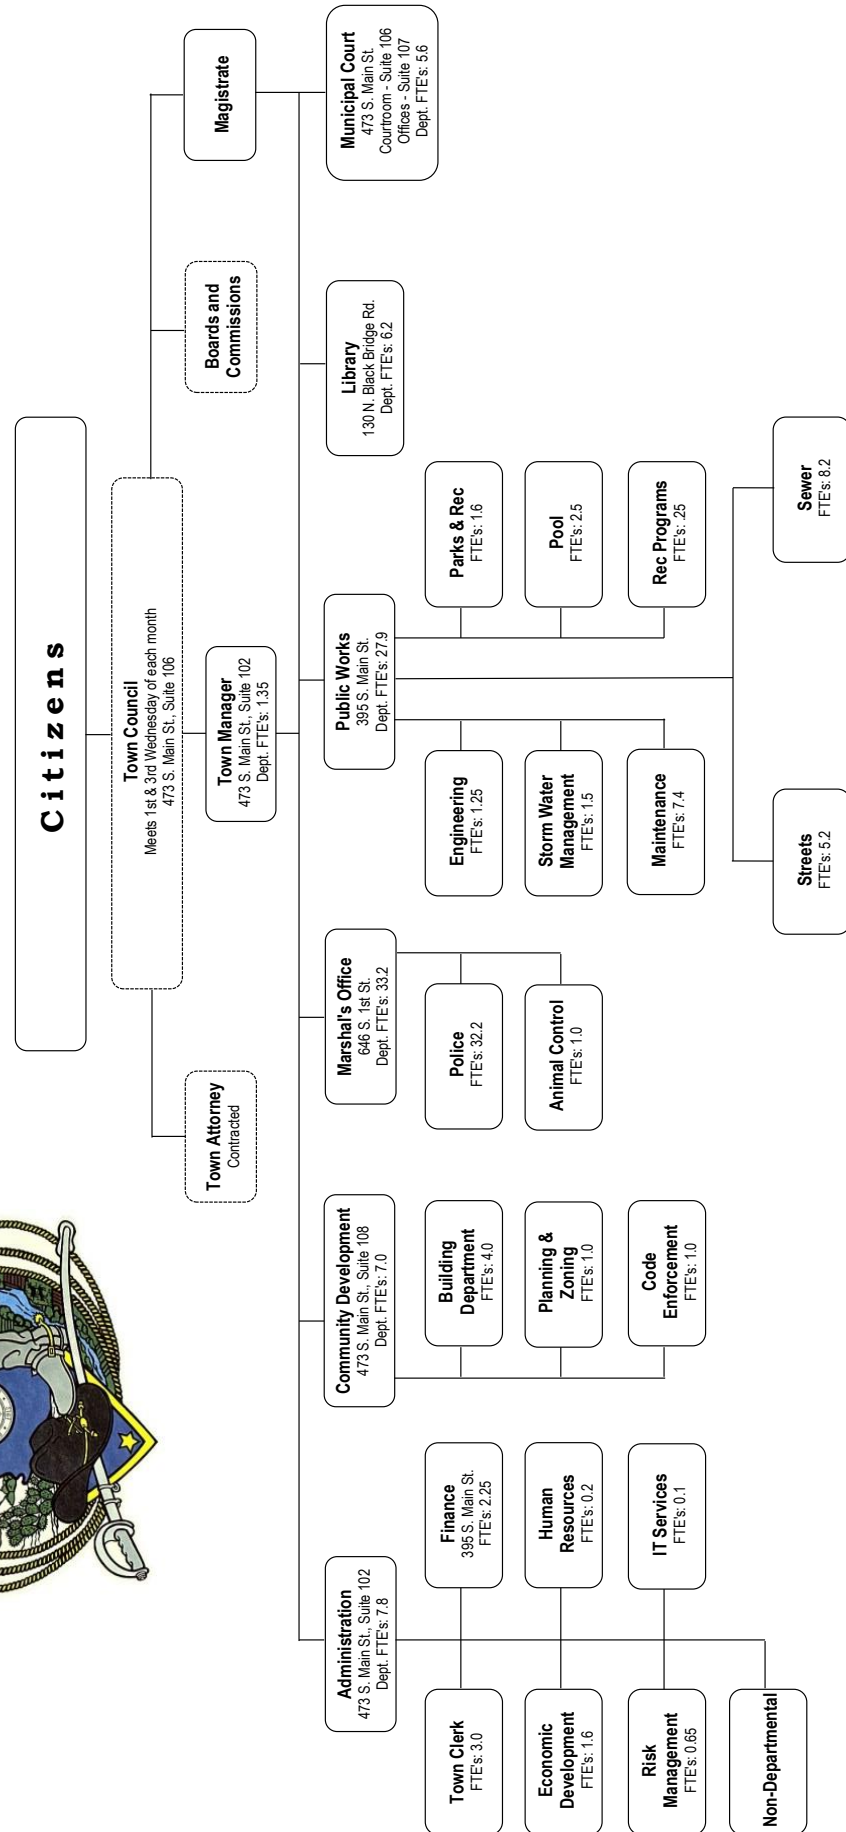 Citizens
Town Council
Meets 1st & 3rd Wednesday of each month
473 S. Main St., Suite 106
Town Attorney
Contracted
Town Manager
473 S. Main St., Suite 102
Dept. FTE's: 1.35
Boards and
Commissions
Magistrate
Administration
473 S. Main St., Suite 102
Dept. FTE's: 7.8
Community Development
473 S. Main St., Suite 108
Dept. FTE's: 7.0
Marshal's Office
646 S. 1st St.
Dept. FTE's: 33.2
Public Works
395 S. Main St.
Dept. FTE's: 27.9
Library
130 N. Black Bridge Rd.
Dept. FTE's: 6.2
Municipal Court
473 S. Main St.
Courtroom - Suite 106
Offices - Suite 107
Dept. FTE's: 5.6
Town Clerk
FTE's: 3.0
Finance
395 S. Main St.
FTE's: 2.25
Economic
Development
FTE's: 1.6
Human
Resources
FTE's: 0.2
Risk
Management
FTE's: 0.65
IT Services
FTE's: 0.1
Non-Departmental
Building
Department
FTE's: 4.0
Planning &
Zoning
FTE's: 1.0
Code
Enforcement
FTE's: 1.0
Police
FTE's: 32.2
Animal Control
FTE's: 1.0
Engineering
FTE's: 1.25
Storm Water
Management
FTE's: 1.5
Maintenance
FTE's: 7.4
Parks & Rec
FTE's: 1.6
Pool
FTE's: 2.5
Rec Programs
FTE's: .25
Streets
FTE's: 5.2
Sewer
FTE's: 8.2